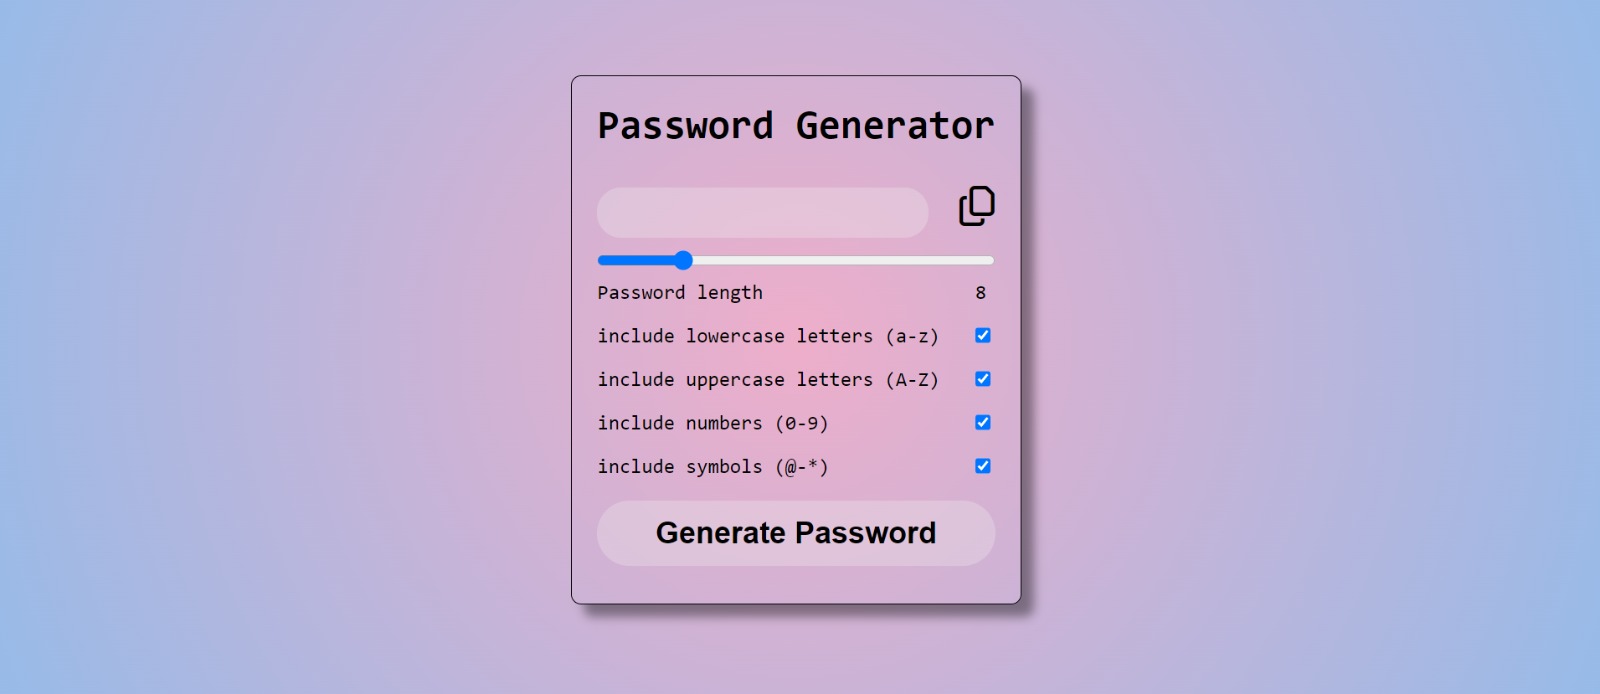 Password Generator
Password length 8
include lowercase letters (a-z)
include uppercase letters (A-Z)
include numbers (0-9)
include symbols (@-*)
Generate Password